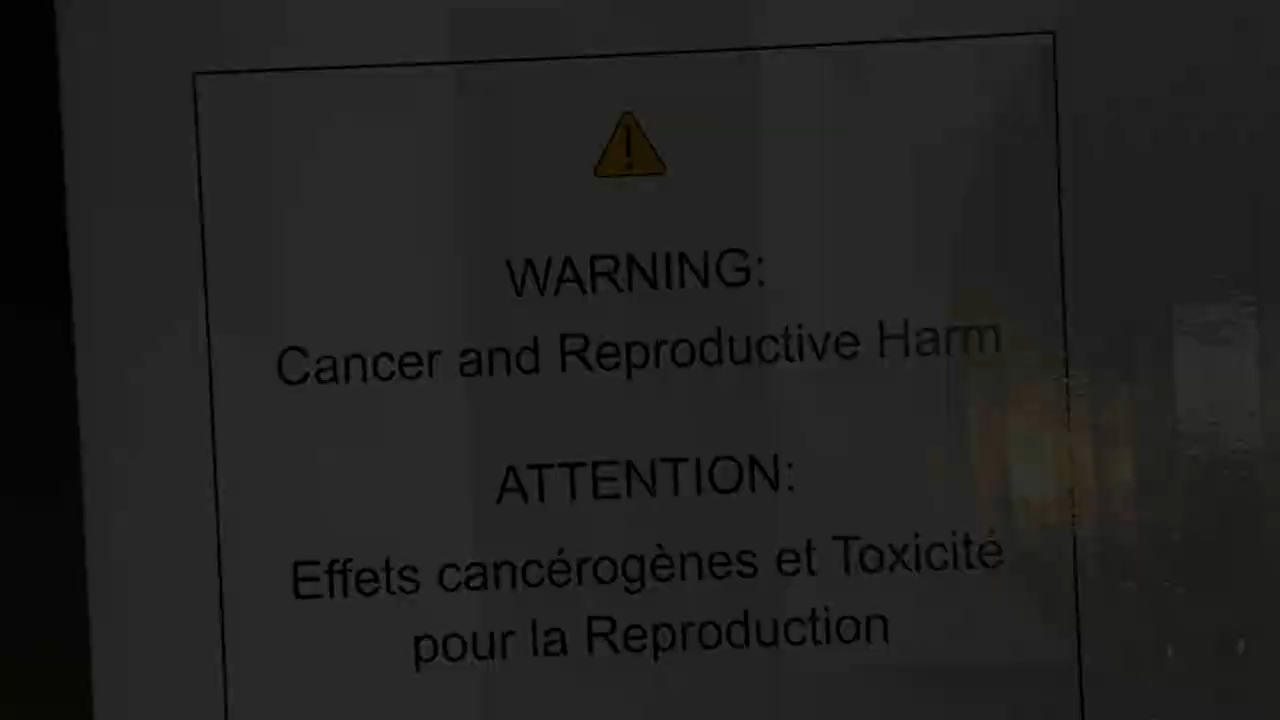 WARNING:
Cancer and Reproductive Harm
ATTENTION:
Effets cancérogènes et Toxicité
pour la Reproduction